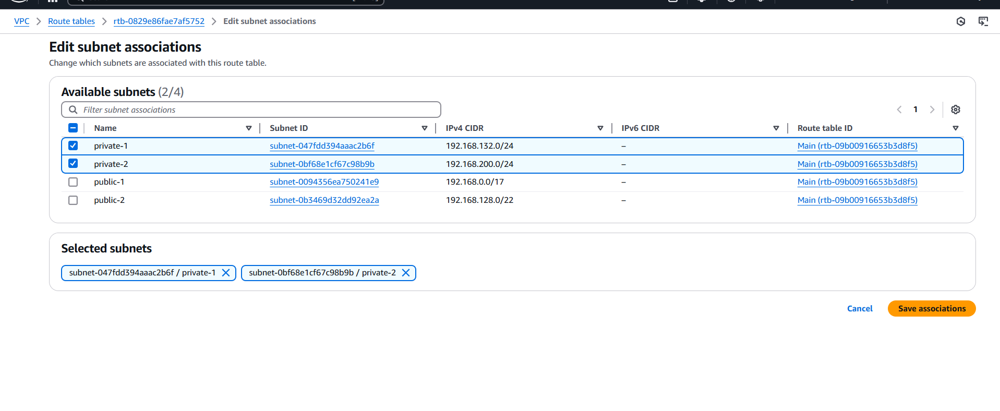 VPC > Route tables > rtb-0829e86fae7af5752 > Edit subnet associations
Edit subnet associations
Change which subnets are associated with this route table.
Available subnets (2/4)
Filter subnet associations
1
Name Subnet ID IPv4 CIDR IPv6 CIDR Route table ID
private-1 subnet-047fdd394aaac2b6f 192.168.132.0/24 – Main (rtb-09b00916653b3d8f5)
private-2 subnet-0bf68e1cf67c98b9b 192.168.200.0/24 – Main (rtb-09b00916653b3d8f5)
public-1 subnet-0094356ea750241e9 192.168.0.0/17 – Main (rtb-09b00916653b3d8f5)
public-2 subnet-0b3469d32dd92ea2a 192.168.128.0/22 – Main (rtb-09b00916653b3d8f5)
Selected subnets
subnet-047fdd394aaac2b6f / private-1 subnet-0bf68e1cf67c98b9b / private-2
Cancel Save associations